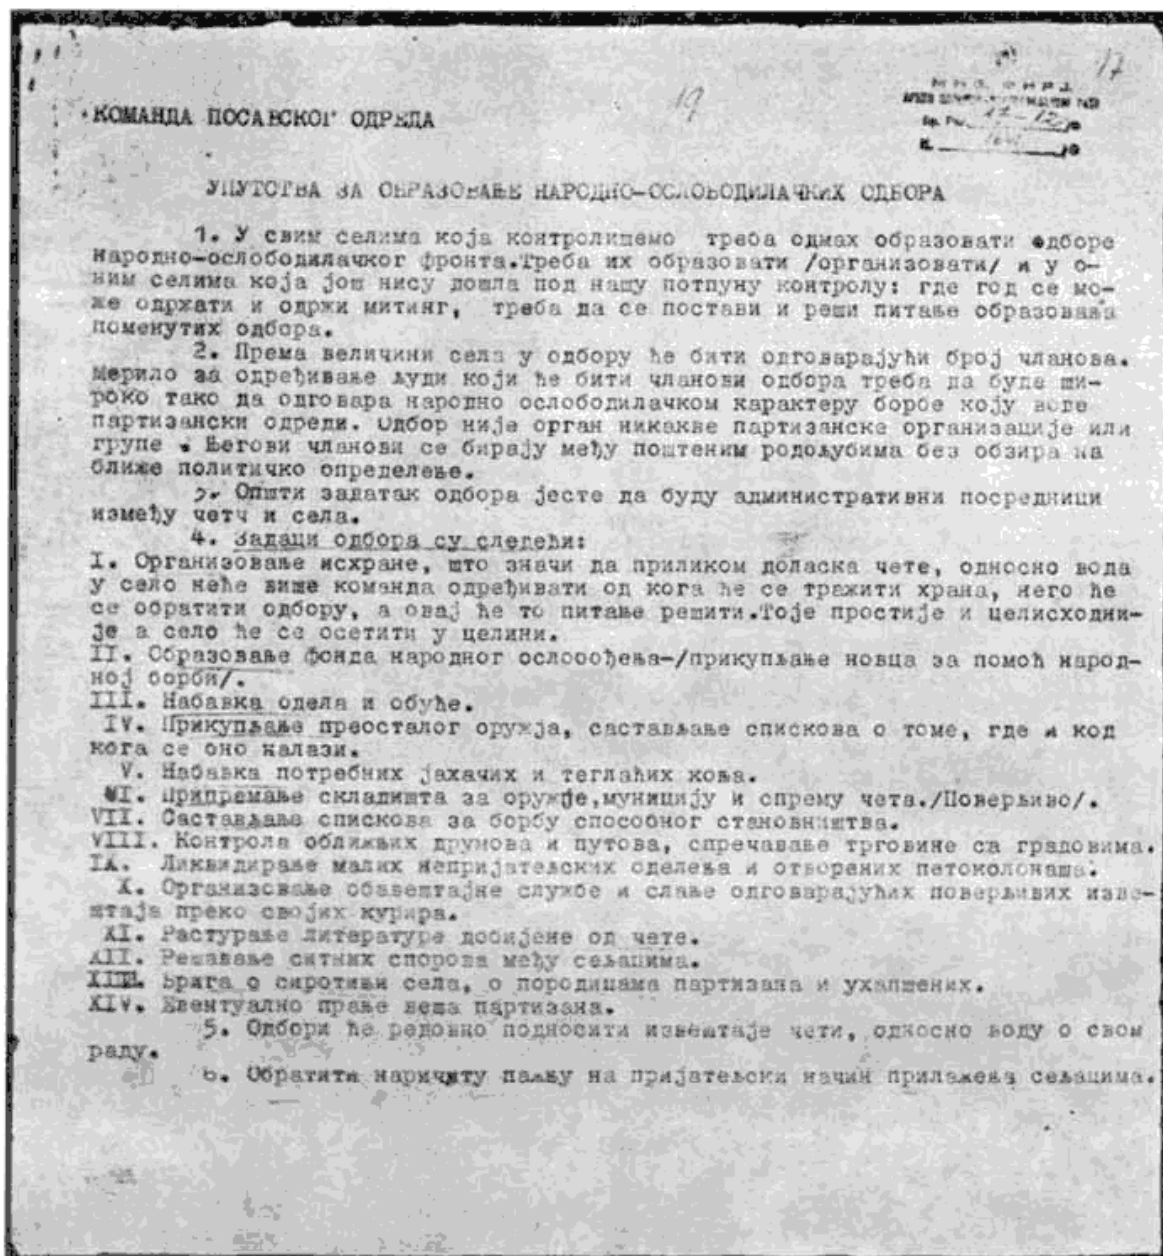 17
19
КОМАНДА ПОСАВСКОГ ОДРЕДА
УПУТСТВА ЗА ОБРАЗОВАЊЕ НАРОДНО-ОСЛОБОДИЛАЧКИХ ОДБОРА
1. У свим селима која контролишемо треба одмах образовати одборе
народно-ослободилачког фронта.Треба их образовати /организовати/ и у о-
ним селима која још нису дошла под нашу потпуну контролу: где год се мо-
же одржати и одржи митинг, треба да се постави и реши питање образовања
поменутих одбора.
2. Према величини села у одбору ће бити одговарајући број чланова.
Мерило за одређивање људи који ће бити чланови одбора треба да буде ши-
роко тако да одговара народно ослободилачком карактеру борбе коју воде
партизански одреди. Одбор није орган никакве партизанске организације или
групе . Његови чланови се бирају међу поштеним родољубима без обзира на
ближе политичко определење.
3. Општи задатак одбора јесте да буду административни посредници
између чета и села.
4. Задаци одбора су следећи:
I. Организовање исхране, што значи да приликом доласка чете, односно вода
у село неће више команда одређивати од кога ће се тражити храна, него ће
се обратити одбору, а овај ће то питање решити.Тоје простије и целисходни-
је а село ће се осетити у целини.
II. Образовање фонда народног ослобођења-/прикупљање новца за помоћ народ-
ној борби/.
III. Набавка одела и обуће.
IV. Прикупљање преосталог оружја, састављање спискова о томе, где и код
кога се оно налази.
V. Набавка потребних јахачих и теглаћих коња.
VI. Припремање складишта за оружје,муницију и спрему чета./Поверљиво/.
VII. Састављање спискова за борбу способног становништва.
VIII. Контрола оближњих друмова и путова, спречавање трговине са градовима.
IX. Ликвидирање малих непријатељских одељења и отворених петоколонаша.
X. Организовање обавештајне службе и слање одговарајућих поверљивих изве-
штаја преко својих курира.
XI. Растурање литературе добијене од чете.
XII. Решавање ситних спорова међу сељацима.
XIII. Брига о сиротињи села, о породицама партизана и ухапшених.
XIV. Евентуално прање веша партизана.
5. Одбори ће редовно подносити извештаје чети, односно воду о свом
раду.
6. Обратити наричиту пажњу на пријатељски начин прилажења сељацима.